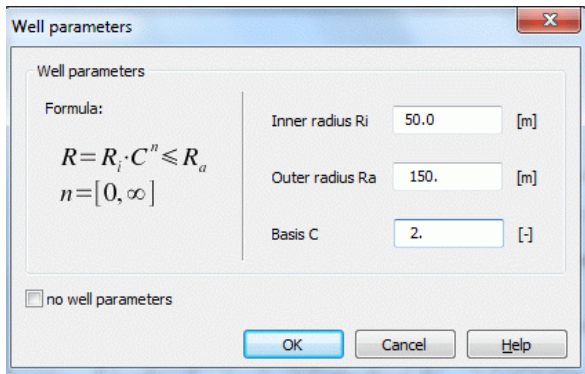 Well parameters
Well parameters
Formula:
R=Rᵢ·Cⁿ⩽Rₐ
n=[0,∞]
Inner radius Ri 50.0 [m]
Outer radius Ra 150. [m]
Basis C 2. [-]
no well parameters
OK Cancel Help